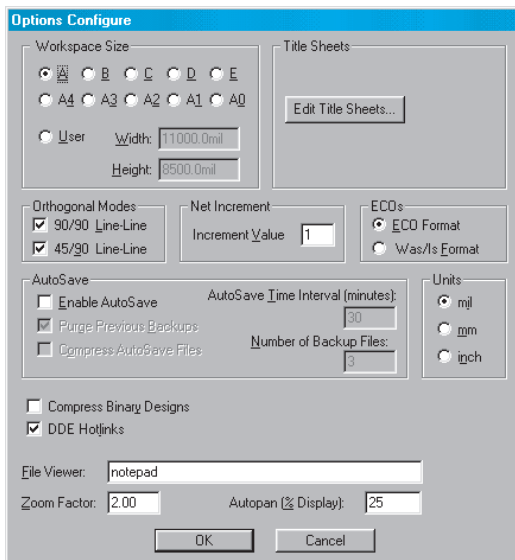 Options Configure
Workspace Size
A B C D E
A4 A3 A2 A1 A0
User Width: 11000.0mil
Height: 8500.0mil
Title Sheets
Edit Title Sheets...
Orthogonal Modes
90/90 Line-Line
45/90 Line-Line
Net Increment
Increment Value 1
ECOs
ECO Format
Was/Is Format
AutoSave
Enable AutoSave
Purge Previous Backups
Compress AutoSave Files
AutoSave Time Interval (minutes):
30
Number of Backup Files:
3
Units
mil
mm
inch
Compress Binary Designs
DDE Hotlinks
File Viewer: notepad
Zoom Factor: 2.00 Autopan (% Display): 25
OK Cancel